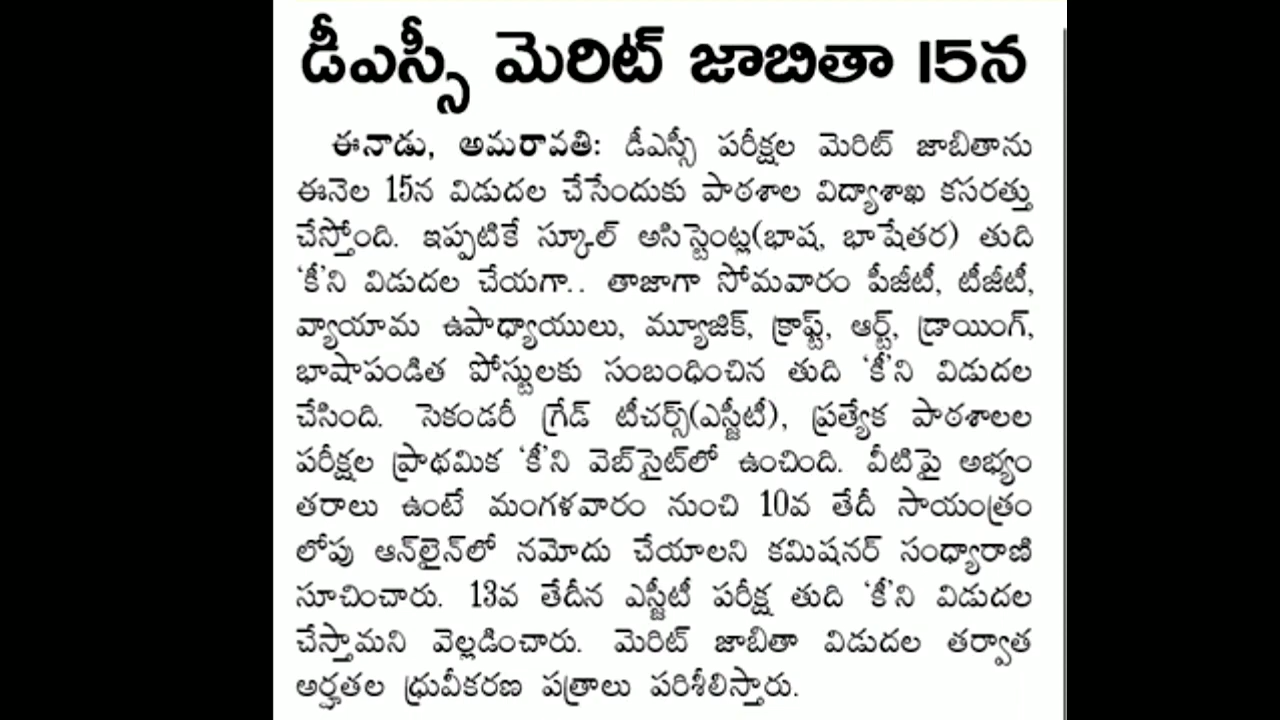 డీఎస్సీ మెరిట్ జాబితా 15న
ఈనాడు, అమరావతి: డీఎస్సీ పరీక్షల మెరిట్ జాబితాను
ఈనెల 15న విడుదల చేసేందుకు పాఠశాల విద్యాశాఖ కసరత్తు
చేస్తోంది. ఇప్పటికే స్కూల్ అసిస్టెంట్ల(భాష, భాషేతర) తుది
‘కీ’ని విడుదల చేయగా.. తాజాగా సోమవారం పీజీటీ, టీజీటీ,
వ్యాయామ ఉపాధ్యాయులు, మ్యూజిక్, క్రాఫ్ట్, ఆర్ట్, డ్రాయింగ్,
భాషాపండిత పోస్టులకు సంబంధించిన తుది ‘కీ’ని విడుదల
చేసింది. సెకండరీ గ్రేడ్ టీచర్స్(ఎస్జీటీ), ప్రత్యేక పాఠశాలల
పరీక్షల ప్రాథమిక ‘కీ’ని వెబ్‌సైట్‌లో ఉంచింది. వీటిపై అభ్యం
తరాలు ఉంటే మంగళవారం నుంచి 10వ తేదీ సాయంత్రం
లోపు ఆన్‌లైన్‌లో నమోదు చేయాలని కమిషనర్ సంధ్యారాణి
సూచించారు. 13వ తేదీన ఎస్జీటీ పరీక్ష తుది ‘కీ’ని విడుదల
చేస్తామని వెల్లడించారు. మెరిట్ జాబితా విడుదల తర్వాత
అర్హతల ధ్రువీకరణ పత్రాలు పరిశీలిస్తారు.